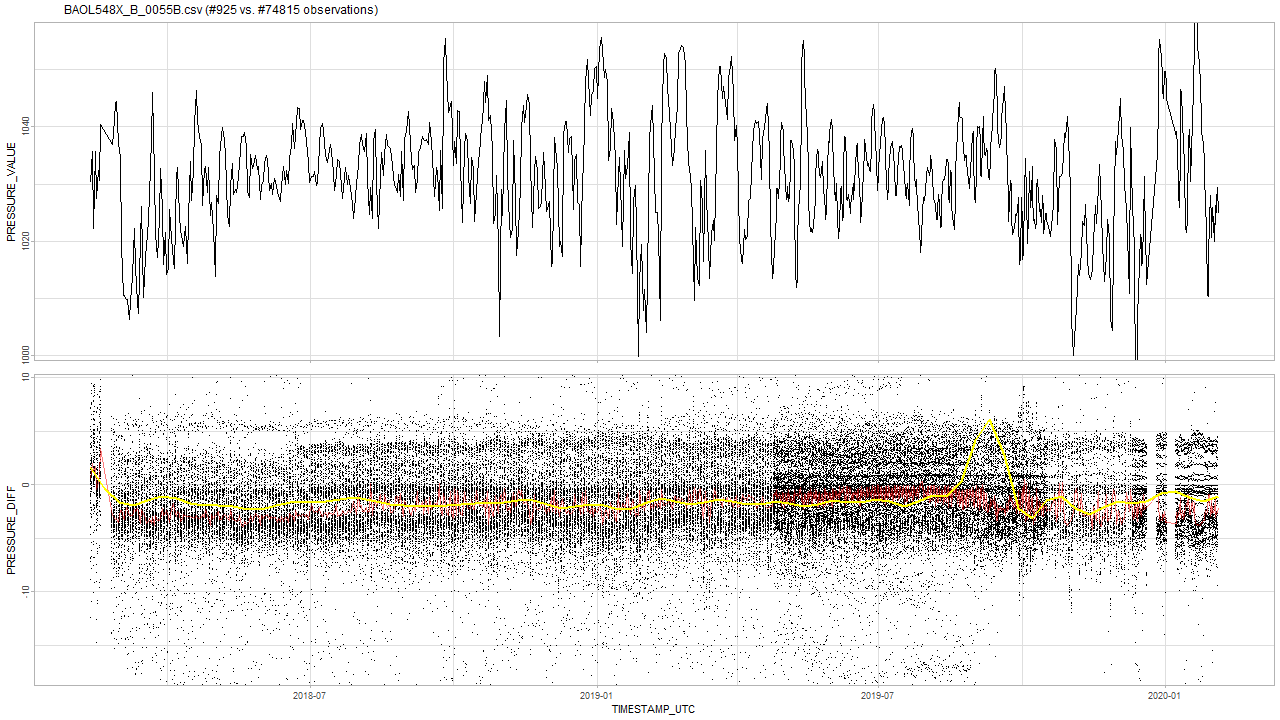 BAOL548X_B_0055B.csv (#925 vs. #74815 observations)
PRESSURE_VALUE
1040
1020
1000
PRESSURE_DIFF
10
0
-10
2018-07
2019-01
2019-07
2020-01
TIMESTAMP_UTC